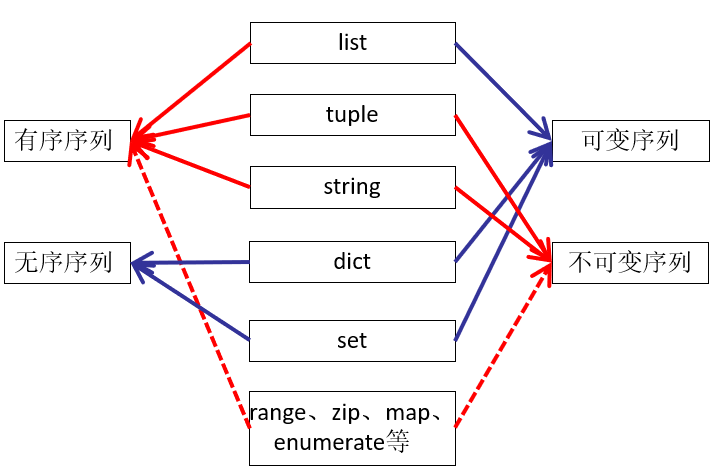 list
tuple
有序序列
可变序列
string
无序序列
dict
不可变序列
set
range、zip、map、
enumerate等